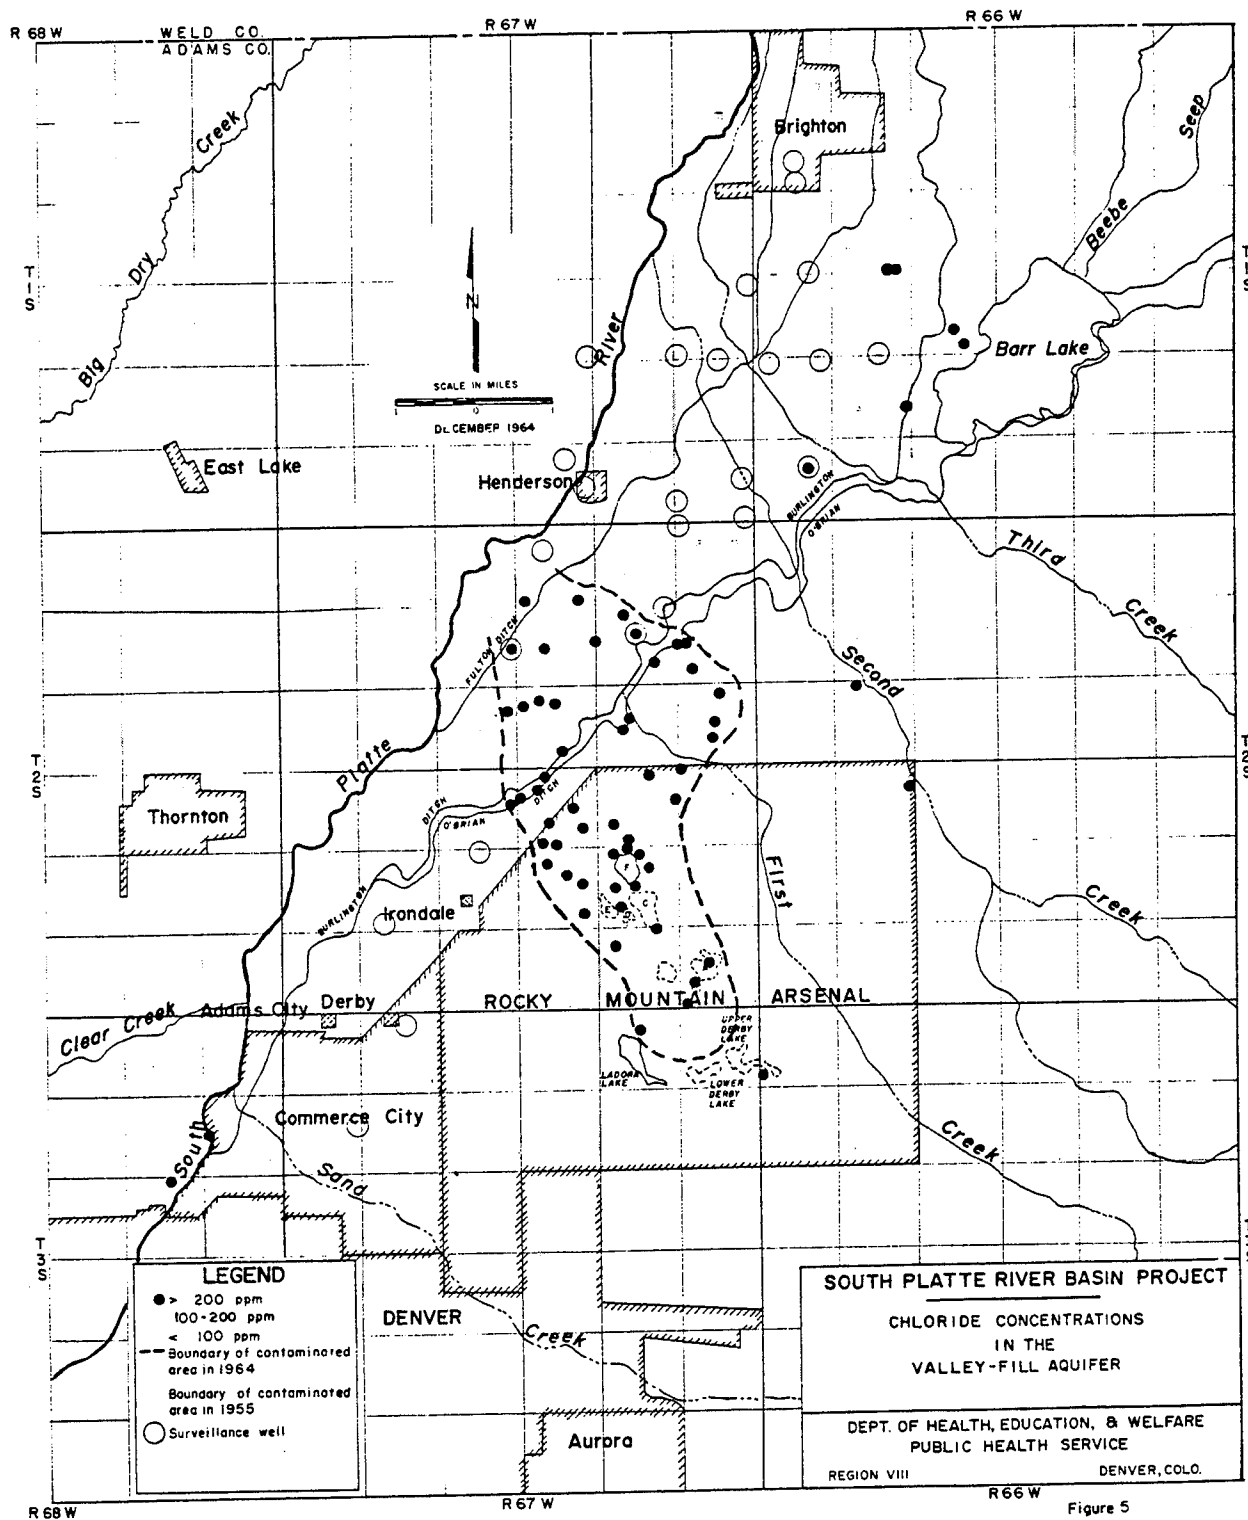 R 68 W
WELD CO.
ADAMS CO.
R 67 W
R 66 W
Creek
Dry
Big
Brighton
Seep
Beebe
T
1
S
T
1
S
N
River
SCALE IN MILES
0
DECEMBER 1964
L
Barr Lake
East Lake
Henderson
BURLINGTON
O'BRIAN
Third
Creek
FULTON DITCH
Second
Platte
T
2
S
T
2
S
Thornton
DITCH
O'BRIAN
DITCH
First
F
E
C
Creek
BURLINGTON
Irondale
Adams City
Derby
ROCKY MOUNTAIN ARSENAL
A
Clear Creek
UPPER
DERBY
LAKE
LADORA
LAKE
LOWER
DERBY
LAKE
Commerce City
South
Sand
Creek
T
3
S
DENVER
Creek
Aurora
LEGEND
> 200 ppm
100-200 ppm
< 100 ppm
Boundary of contaminated
area in 1964
Boundary of contaminated
area in 1955
Surveillance well
SOUTH PLATTE RIVER BASIN PROJECT
CHLORIDE CONCENTRATIONS
IN THE
VALLEY-FILL AQUIFER
DEPT. OF HEALTH, EDUCATION, & WELFARE
PUBLIC HEALTH SERVICE
REGION VIII
DENVER, COLO.
R 68 W
R 67 W
R 66 W
Figure 5